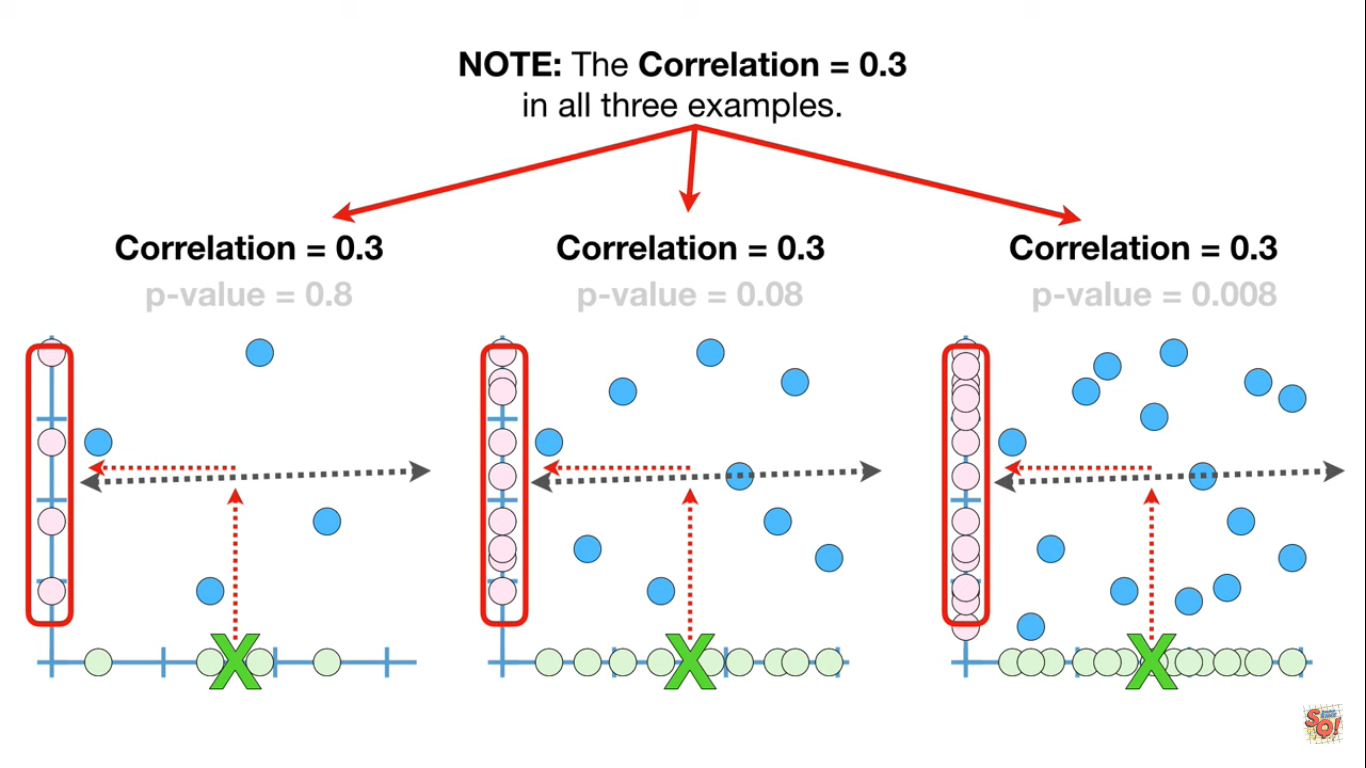 NOTE: The Correlation = 0.3
in all three examples.
Correlation = 0.3
p-value = 0.8
Correlation = 0.3
p-value = 0.08
Correlation = 0.3
p-value = 0.008
X
X
X
SQ!